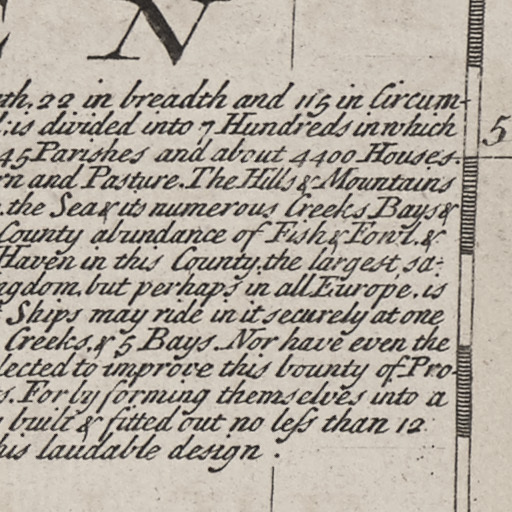 E N
ath, 22 in breadth and 115 in Circum-
d; is divided into 7 Hundreds in which
45 Parishes and about 4400 Houses.
rn and Pasture. The Hills & Mountains
the Sea & its numerous Creeks Bays &
County abundance of Fish & Fowl, &
Haven in this County, the largest, sa-
ngdom, but perhaps in all Europe, is
Ships may ride in it securely at one
Creeks, & 5 Bays. Nor have even the
lected to improve this bounty of Pro-
s. For by forming themselves into a
built & fitted out no leſs than 12
his laudable design.
5